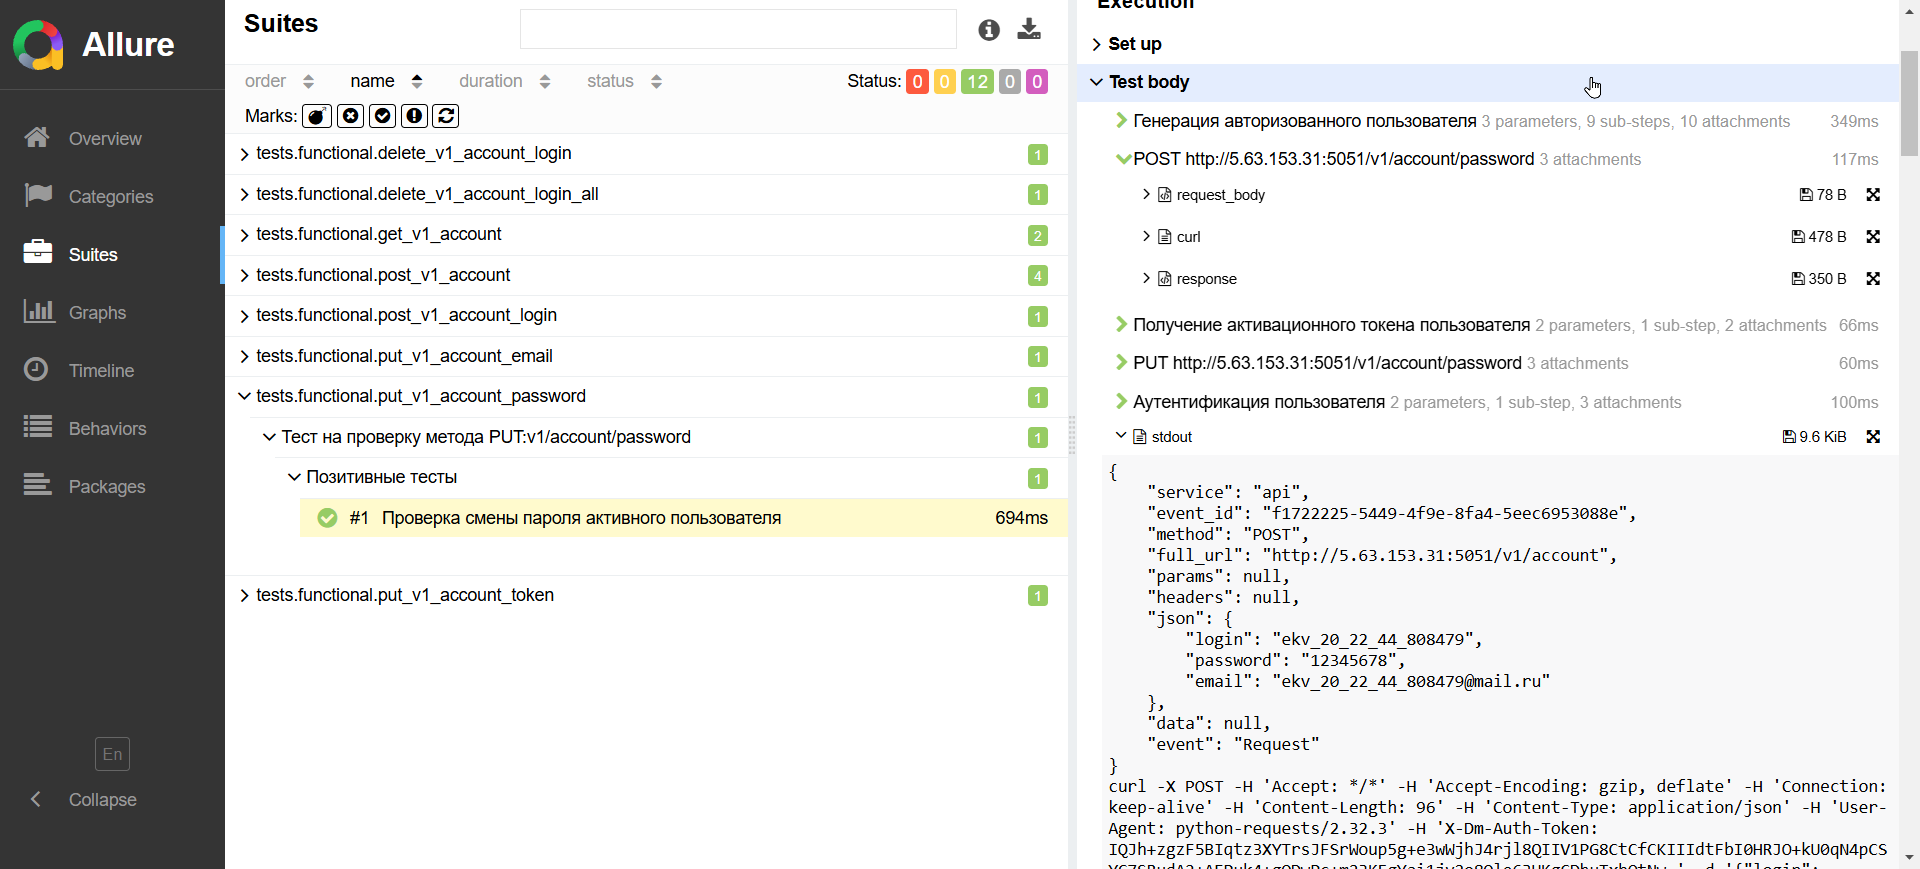 Allure
Overview
Categories
Suites
Graphs
Timeline
Behaviors
Packages
En
Collapse
Suites
order name duration status Status: 0 0 12 0 0
Marks:
tests.functional.delete_v1_account_login 1
tests.functional.delete_v1_account_login_all 1
tests.functional.get_v1_account 2
tests.functional.post_v1_account 4
tests.functional.post_v1_account_login 1
tests.functional.put_v1_account_email 1
tests.functional.put_v1_account_password 1
Тест на проверку метода PUT:v1/account/password 1
Позитивные тесты 1
#1 Проверка смены пароля активного пользователя 694ms
tests.functional.put_v1_account_token 1
Execution
Set up
Test body
Генерация авторизованного пользователя 3 parameters, 9 sub-steps, 10 attachments 349ms
POST http://5.63.153.31:5051/v1/account/password 3 attachments 117ms
request_body 78 B
curl 478 B
response 350 B
Получение активационного токена пользователя 2 parameters, 1 sub-step, 2 attachments 66ms
PUT http://5.63.153.31:5051/v1/account/password 3 attachments 60ms
Аутентификация пользователя 2 parameters, 1 sub-step, 3 attachments 100ms
stdout 9.6 KiB
{
"service": "api",
"event_id": "f1722225-5449-4f9e-8fa4-5eec6953088e",
"method": "POST",
"full_url": "http://5.63.153.31:5051/v1/account",
"params": null,
"headers": null,
"json": {
"login": "ekv_20_22_44_808479",
"password": "12345678",
"email": "ekv_20_22_44_808479@mail.ru"
},
"data": null,
"event": "Request"
}
curl -X POST -H 'Accept: */*' -H 'Accept-Encoding: gzip, deflate' -H 'Connection:
keep-alive' -H 'Content-Length: 96' -H 'Content-Type: application/json' -H 'User-
Agent: python-requests/2.32.3' -H 'X-Dm-Auth-Token:
IQJh+zgzF5BIqtz3XYTrsJFSrWoup5g+e3wWjhJ4rjl8QIIV1PG8CtCfCKIIIdtFbI0HRJO+kU0qN4pCS